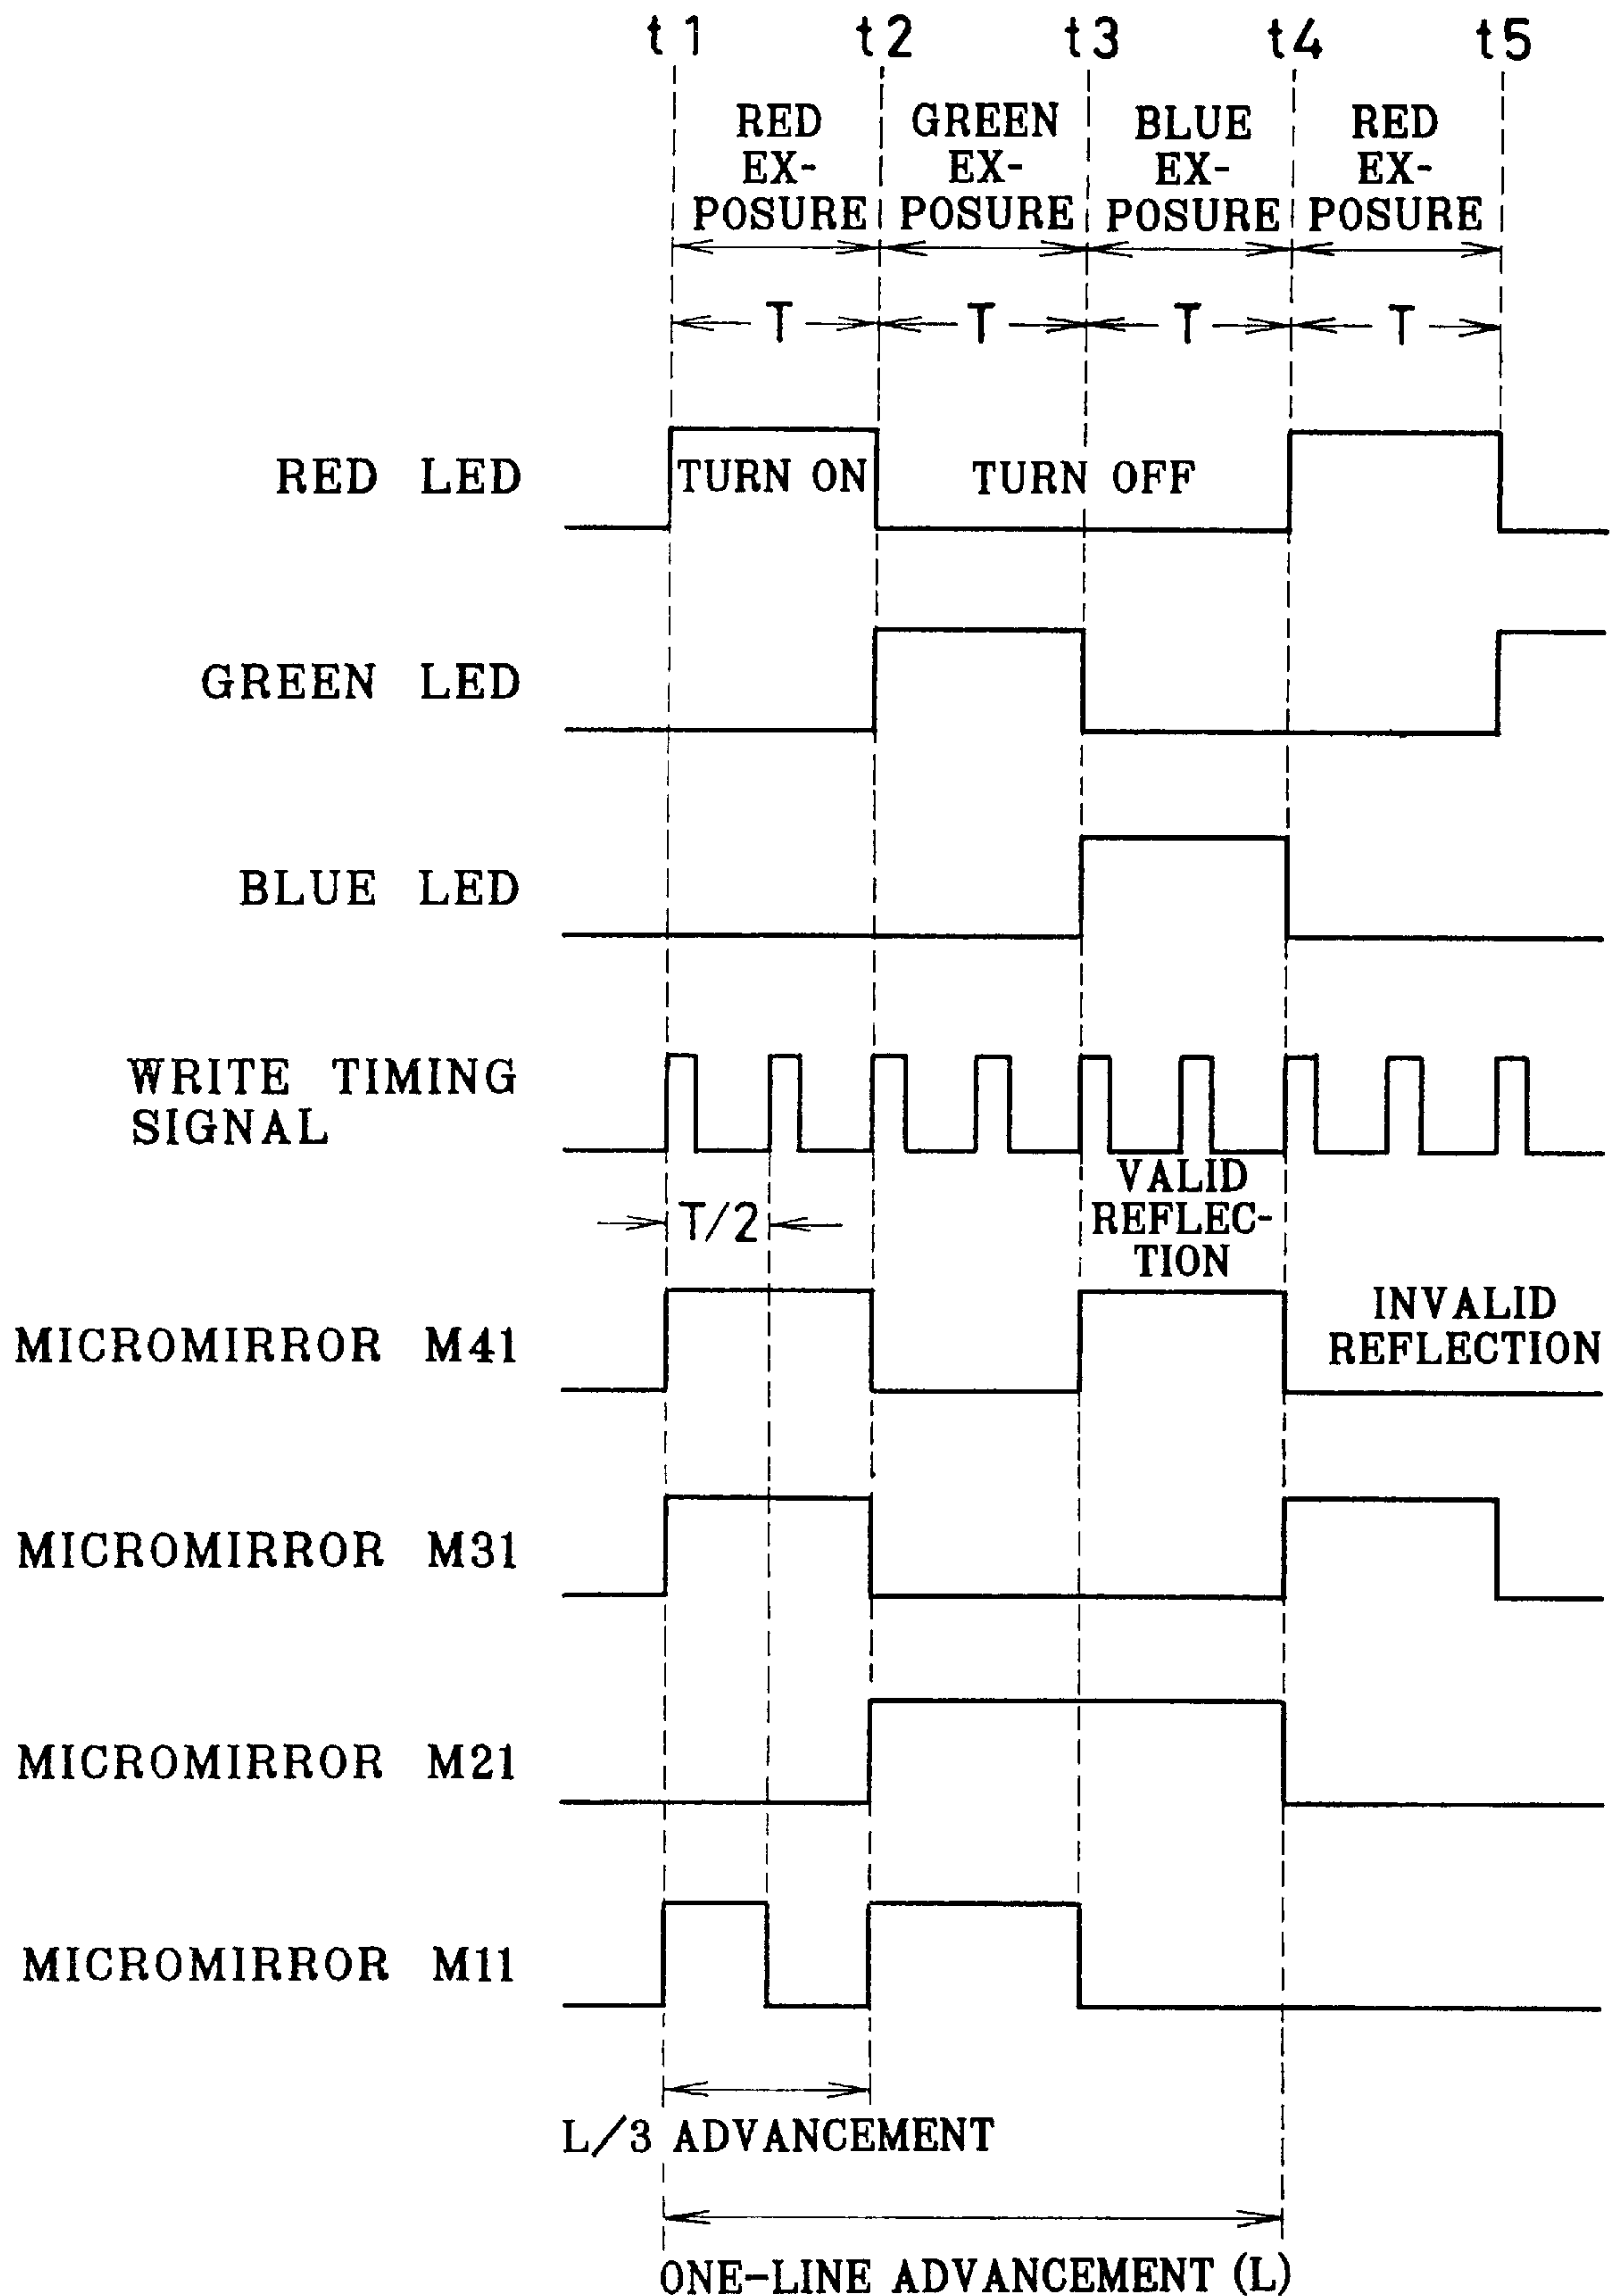 t1 t2 t3 t4 t5
RED GREEN BLUE RED
EX- EX- EX- EX-
POSURE POSURE POSURE POSURE
T T T T
RED LED TURN ON TURN OFF
GREEN LED
BLUE LED
WRITE TIMING
SIGNAL
VALID
REFLEC-
TION
T/2
INVALID
REFLECTION
MICROMIRROR M41
MICROMIRROR M31
MICROMIRROR M21
MICROMIRROR M11
L/3 ADVANCEMENT
ONE-LINE ADVANCEMENT (L)